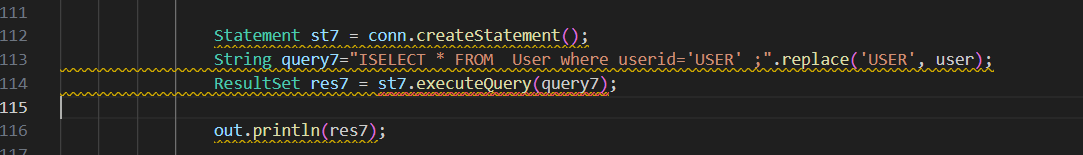 111
112 Statement st7 = conn.createStatement();
113 String query7="ISELECT * FROM  User where userid='USER' ;".replace('USER', user);
114 ResultSet res7 = st7.executeQuery(query7);
115
116 out.println(res7);
117